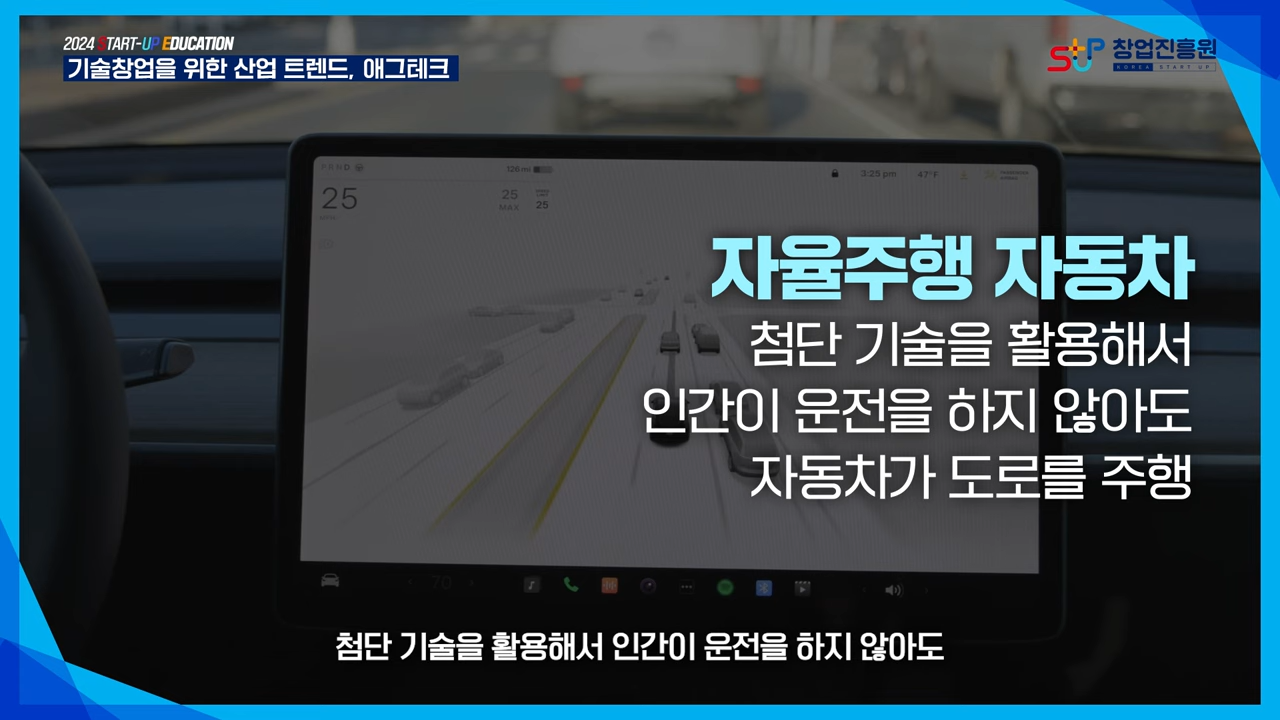 2024 START-UP EDUCATION
기술창업을 위한 산업 트렌드, 애그테크
창업진흥원
KOREA START UP
PRND
126 mi
3:25 pm
47°F
25
25
MAX
25
자율주행 자동차
첨단 기술을 활용해서
인간이 운전을 하지 않아도
자동차가 도로를 주행
70
첨단 기술을 활용해서 인간이 운전을 하지 않아도